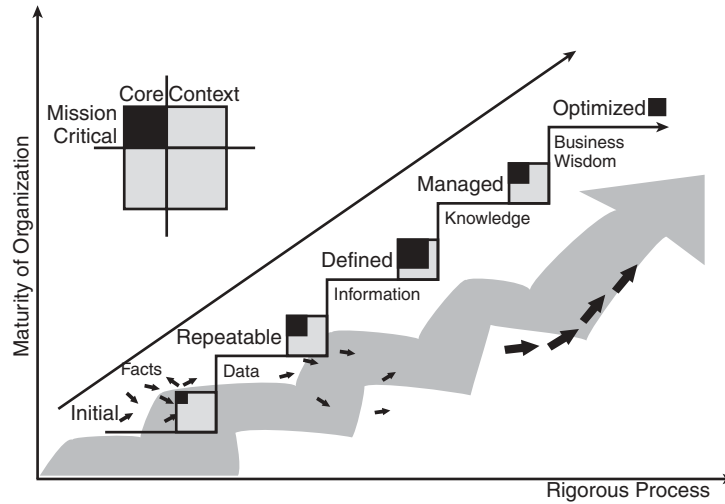 Core Context
Mission
Critical
Optimized
Business
Wisdom
Managed
Knowledge
Defined
Information
Repeatable
Facts
Data
Initial
Maturity of Organization
Rigorous Process